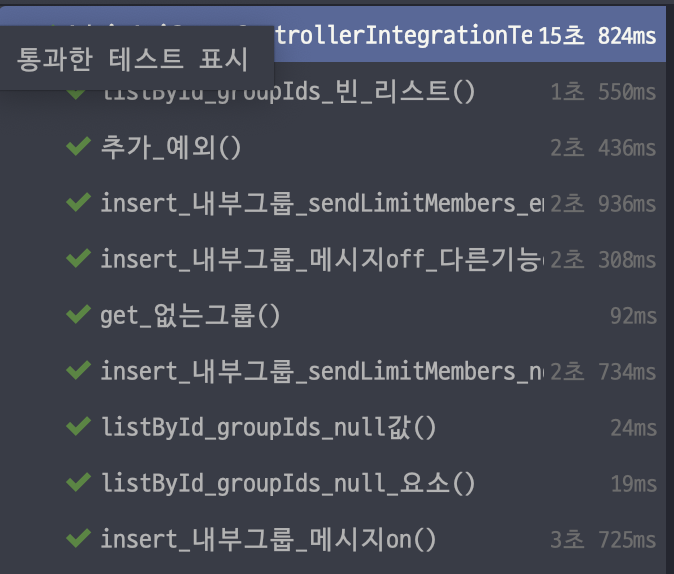 trollerIntegrationTe 15초 824ms
통과한 테스트 표시
listById_groupIds_빈_리스트() 1초 550ms
추가_예외() 2초 436ms
insert_내부그룹_sendLimitMembers_e 2초 936ms
insert_내부그룹_메시지off_다른기능 2초 308ms
get_없는그룹() 92ms
insert_내부그룹_sendLimitMembers_n 2초 734ms
listById_groupIds_null값() 24ms
listById_groupIds_null_요소() 19ms
insert_내부그룹_메시지on() 3초 725ms